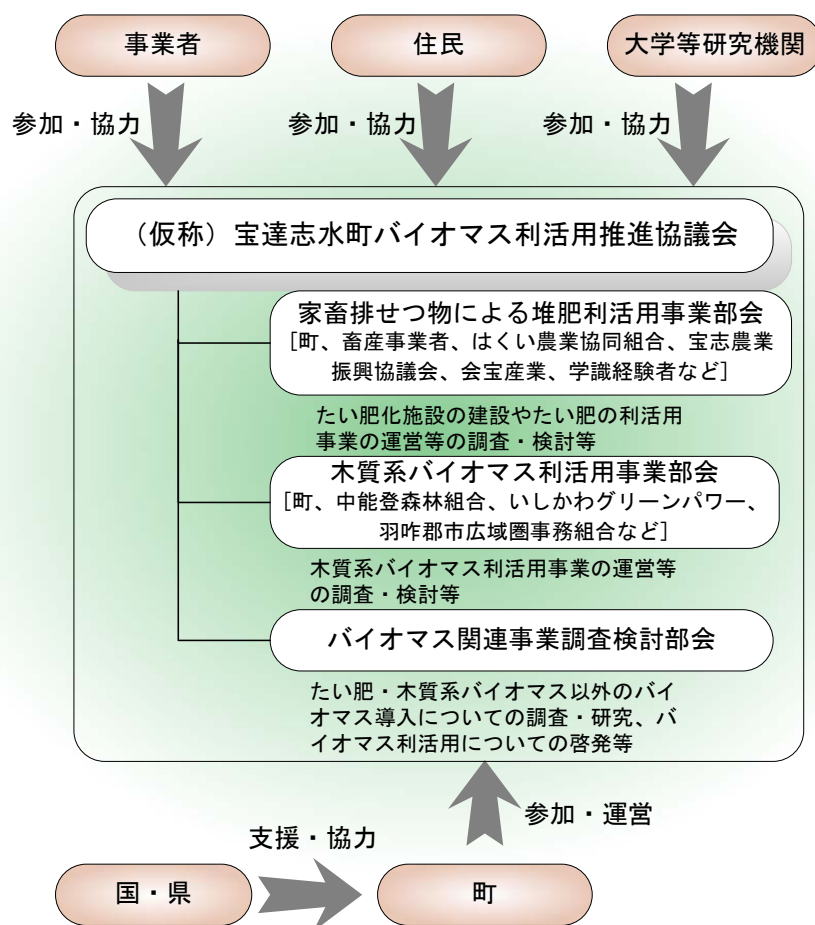 事業者
住民
大学等研究機関
参加・協力
参加・協力
参加・協力
（仮称）宝達志水町バイオマス利活用推進協議会
家畜排せつ物による堆肥利活用事業部会
［町、畜産事業者、はくい農業協同組合、宝志農業
振興協議会、会宝産業、学識経験者など］
たい肥化施設の建設やたい肥の利活用
事業の運営等の調査・検討等
木質系バイオマス利活用事業部会
［町、中能登森林組合、いしかわグリーンパワー、
羽咋郡市広域圏事務組合など］
木質系バイオマス利活用事業の運営等
の調査・検討等
バイオマス関連事業調査検討部会
たい肥・木質系バイオマス以外のバイ
オマス導入についての調査・研究、バ
イオマス利活用についての啓発等
参加・運営
支援・協力
国・県
町